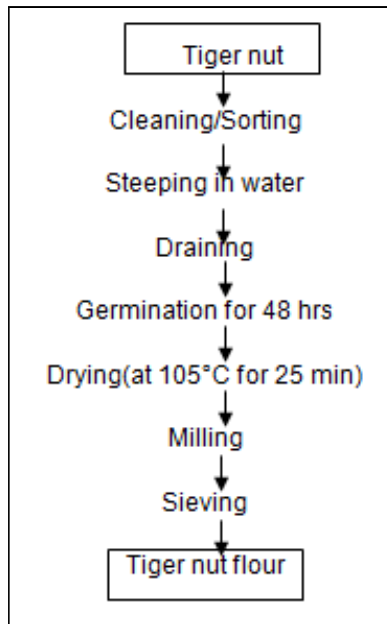 Tiger nut
Cleaning/Sorting
Steeping in water
Draining
Germination for 48 hrs
Drying(at 105°C for 25 min)
Milling
Sieving
Tiger nut flour